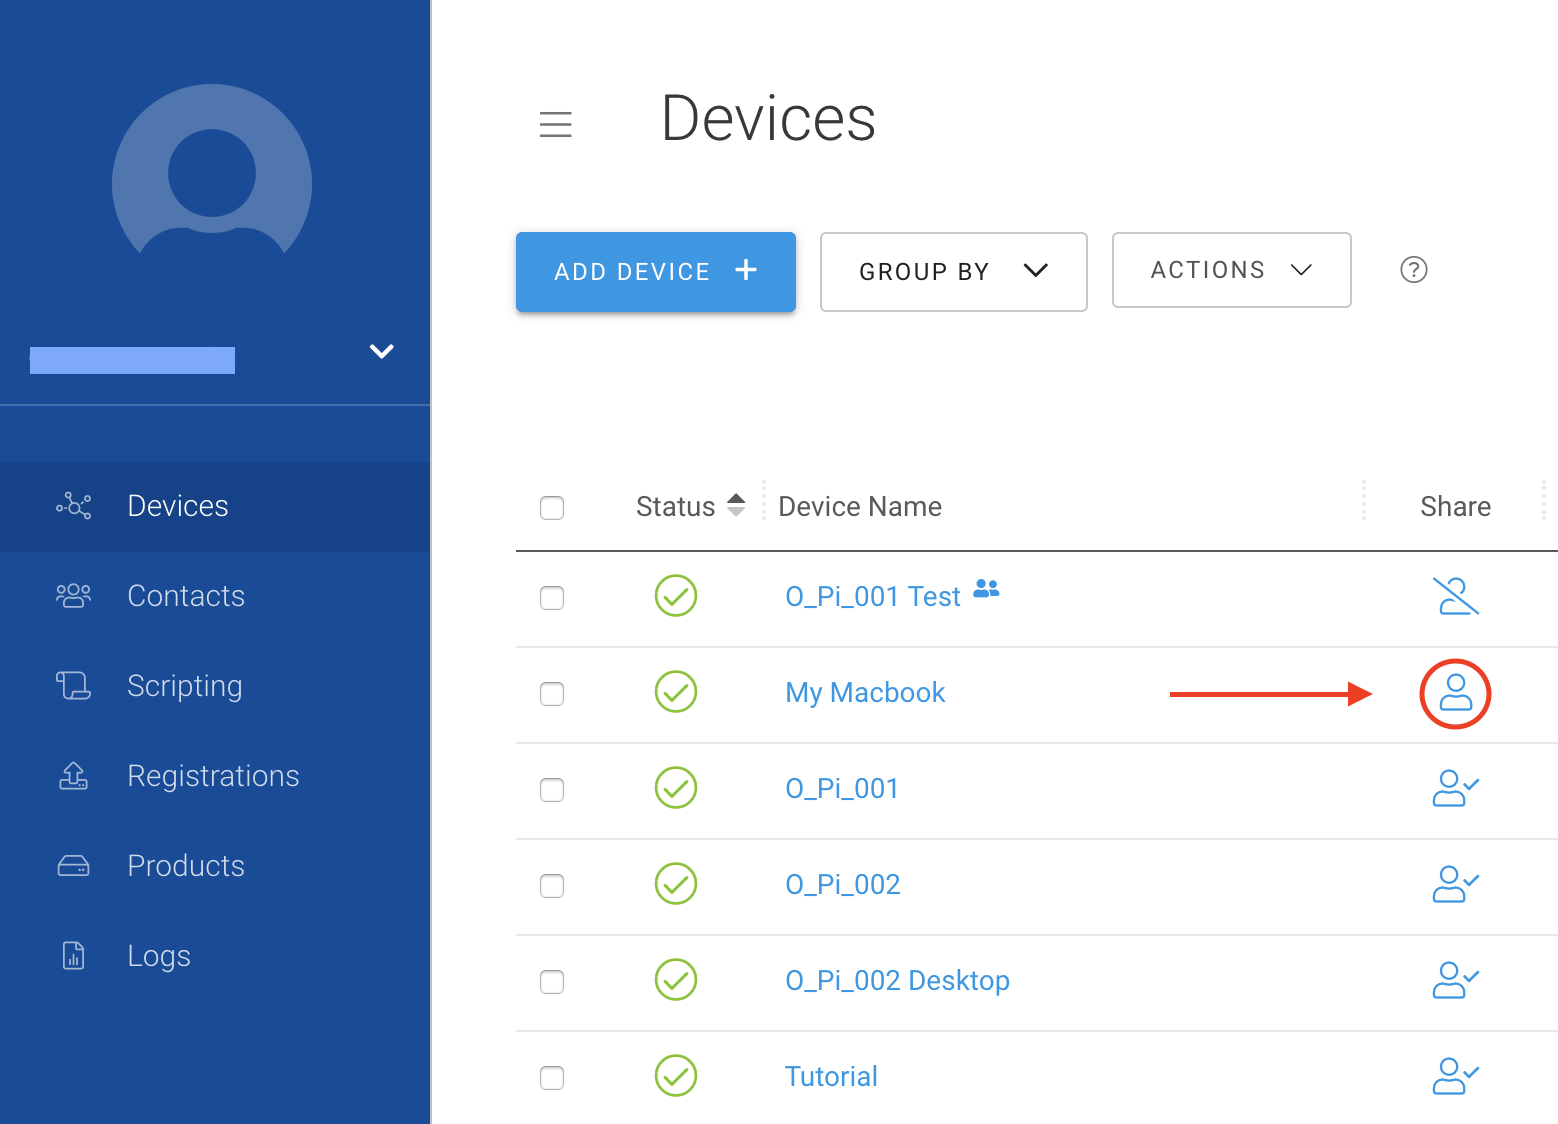 Devices
ADD DEVICE +
GROUP BY
ACTIONS
?
Devices
Contacts
Scripting
Registrations
Products
Logs
Status Device Name Share
O_Pi_001 Test
My Macbook
O_Pi_001
O_Pi_002
O_Pi_002 Desktop
Tutorial